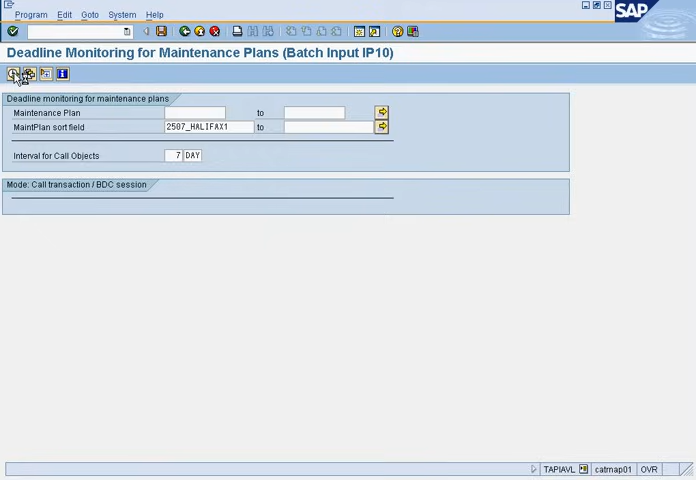 Program Edit Goto System Help
SAP
Deadline Monitoring for Maintenance Plans (Batch Input IP10)
Deadline monitoring for maintenance plans
Maintenance Plan to
MaintPlan sort field 2507_HALIFAX1 to
Interval for Call Objects 7 DAY
Mode: Call transaction / BDC session
TAPIAVL catmap01 OVR